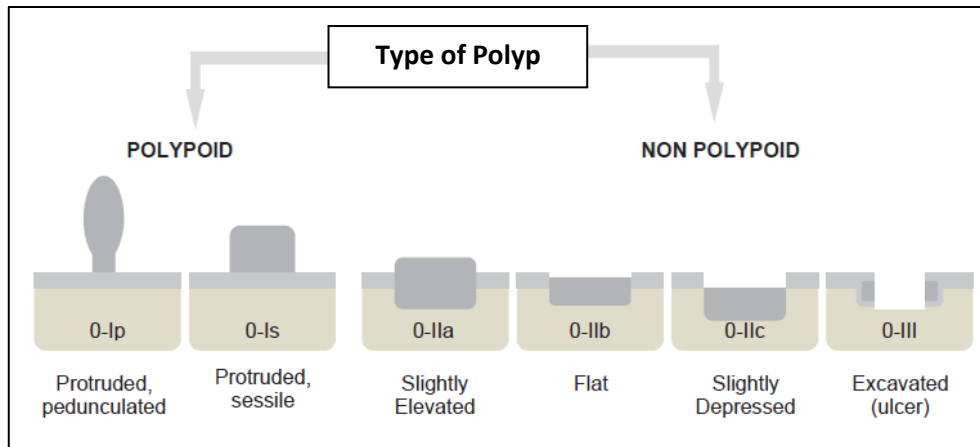 Type of Polyp
POLYPOID
NON POLYPOID
0-Ip
0-Is
0-IIa
0-IIb
0-IIc
0-III
Protruded,
pedunculated
Protruded,
sessile
Slightly
Elevated
Flat
Slightly
Depressed
Excavated
(ulcer)